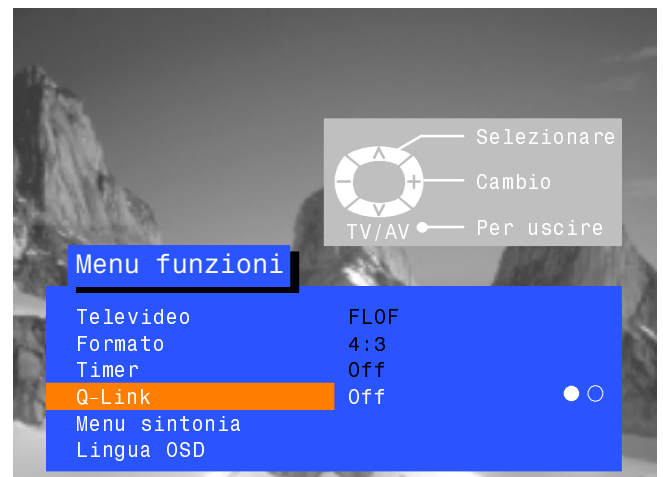 Selezionare
Cambio
TV/AV Per uscire
Menu funzioni
Televideo FLOF
Formato 4:3
Timer Off
Q-Link Off
Menu sintonia
Lingua OSD